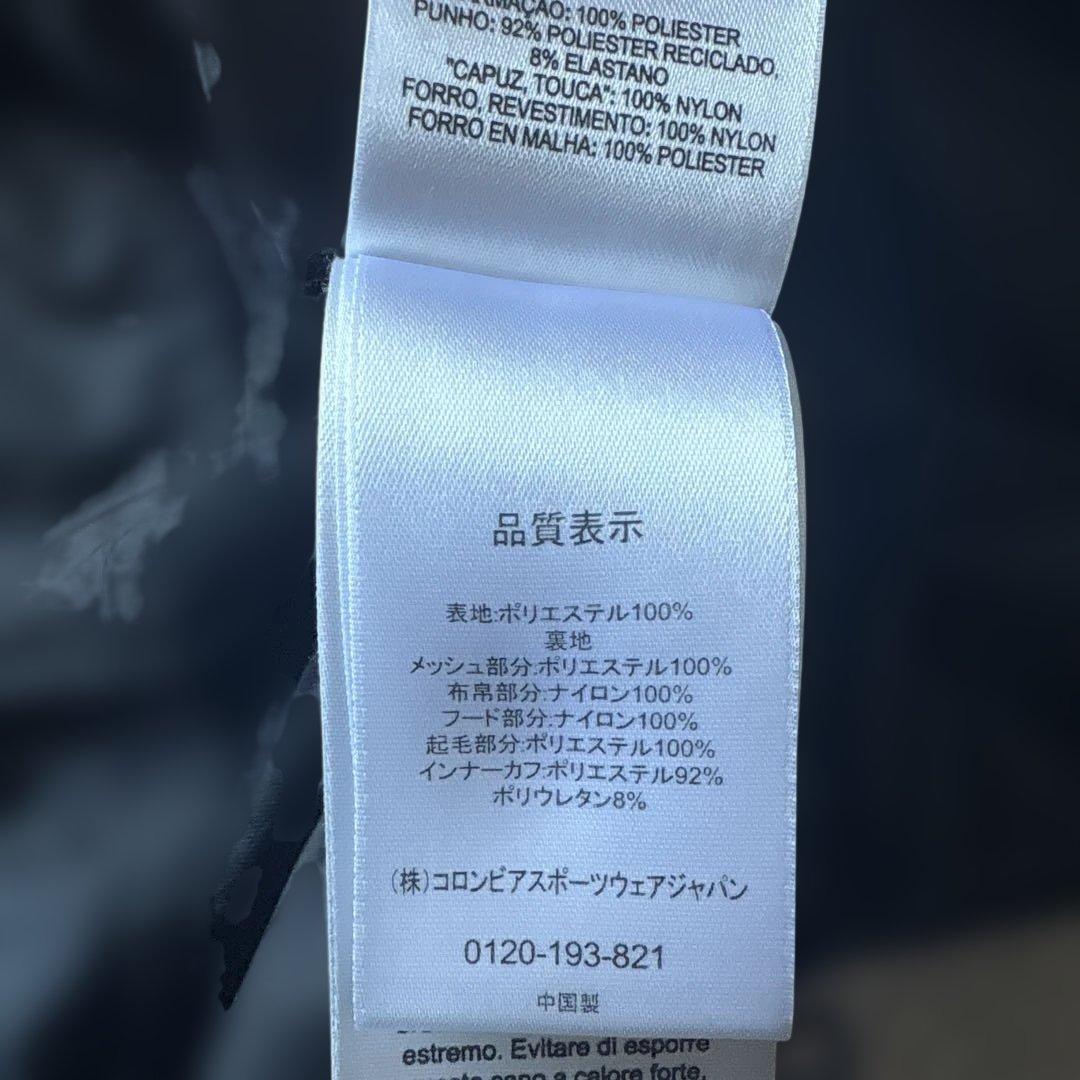 100% POLIESTER
PUNHO: 92% POLIESTER RECICLADO,
8% ELASTANO
"CAPUZ, TOUCA": 100% NYLON
FORRO, REVESTIMENTO: 100% NYLON
FORRO EN MALHA: 100% POLIESTER
品質表示
表地:ポリエステル100%
裏地
メッシュ部分:ポリエステル100%
布帛部分:ナイロン100%
フード部分:ナイロン100%
起毛部分:ポリエステル100%
インナーカフ:ポリエステル92%
ポリウレタン8%
(株)コロンビアスポーツウェアジャパン
0120-193-821
中国製
estremo. Evitare di esporre
capo a calore forte,